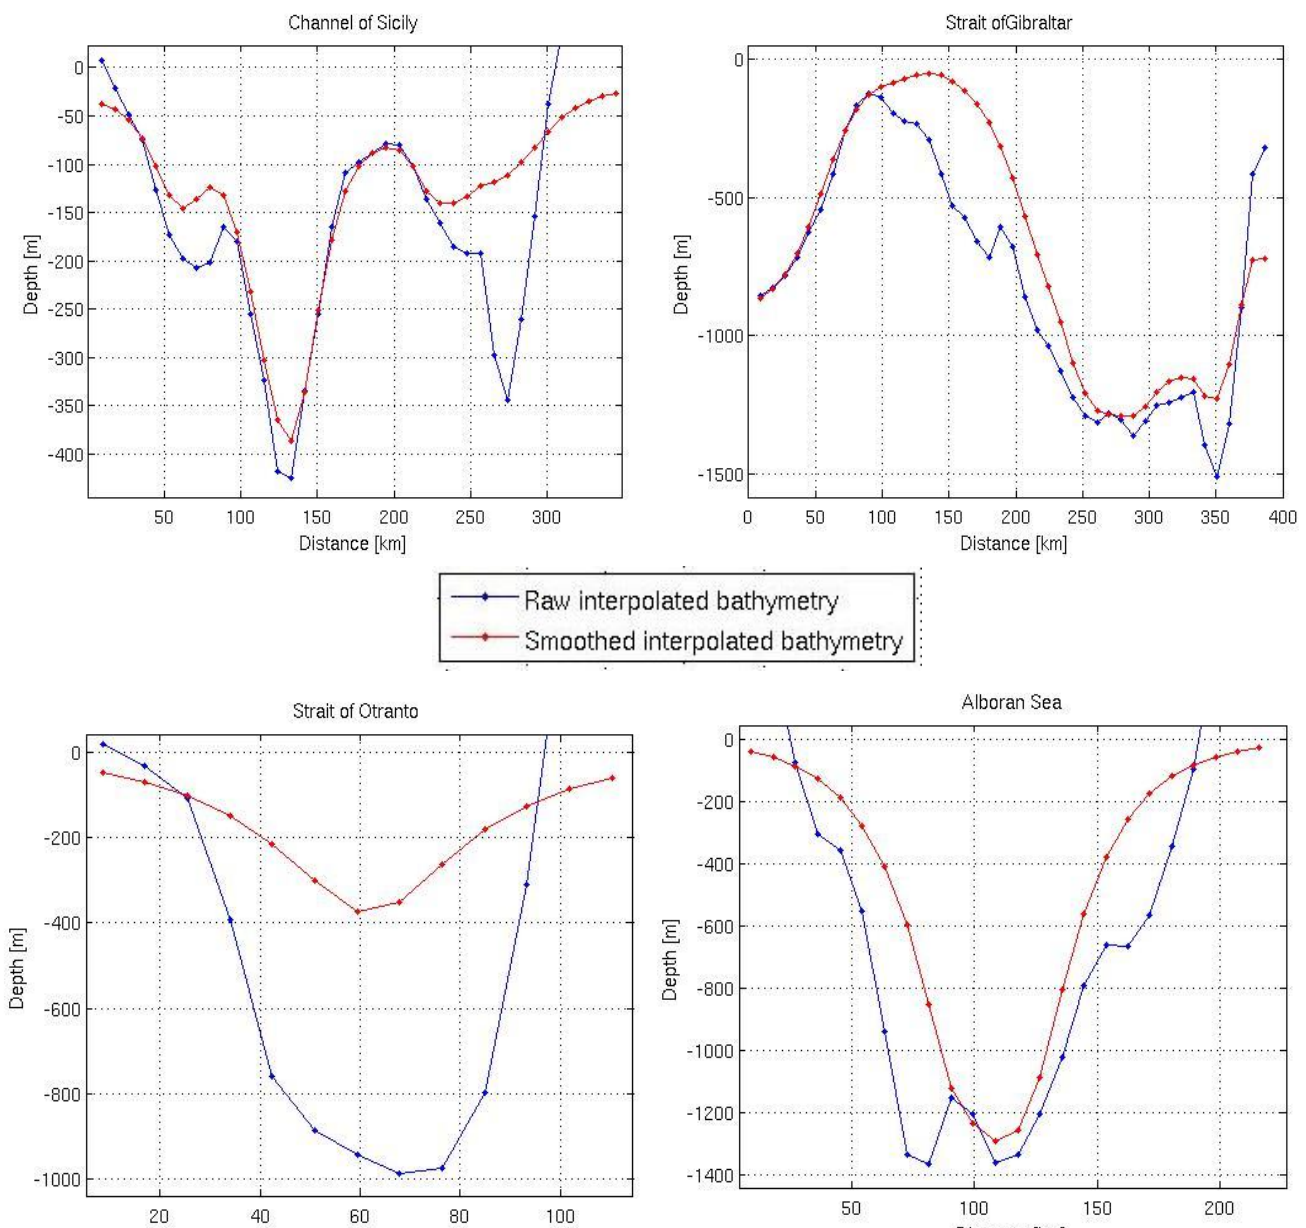 Channel of Sicily
0
-50
-100
-150
-200
-250
-300
-350
-400
Depth [m]
50 100 150 200 250 300
Distance [km]
Strait ofGibraltar
0
-500
-1000
-1500
Depth [m]
0 50 100 150 200 250 300 350 400
Distance [km]
Raw interpolated bathymetry
Smoothed interpolated bathymetry
Strait of Otranto
0
-200
-400
-600
-800
-1000
Depth [m]
20 40 60 80 100
Alboran Sea
0
-200
-400
-600
-800
-1000
-1200
-1400
Depth [m]
50 100 150 200